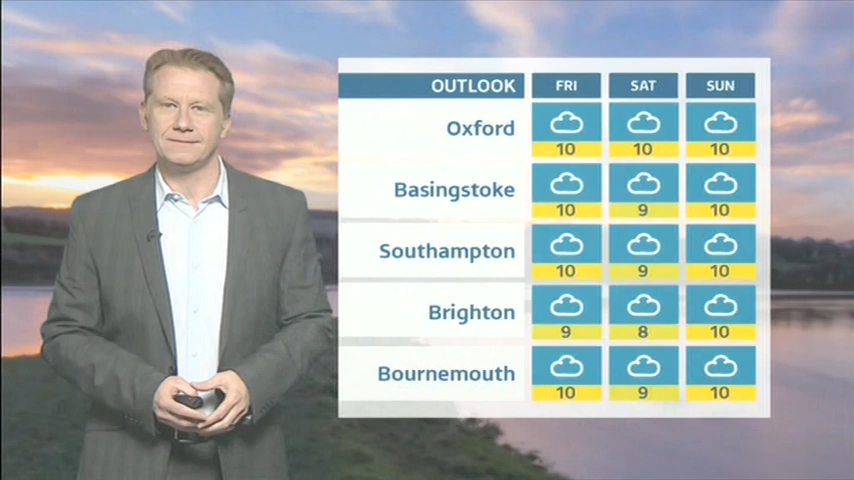 OUTLOOK FRI SAT SUN
Oxford 10 10 10
Basingstoke 10 9 10
Southampton 10 9 10
Brighton 9 8 10
Bournemouth 10 9 10